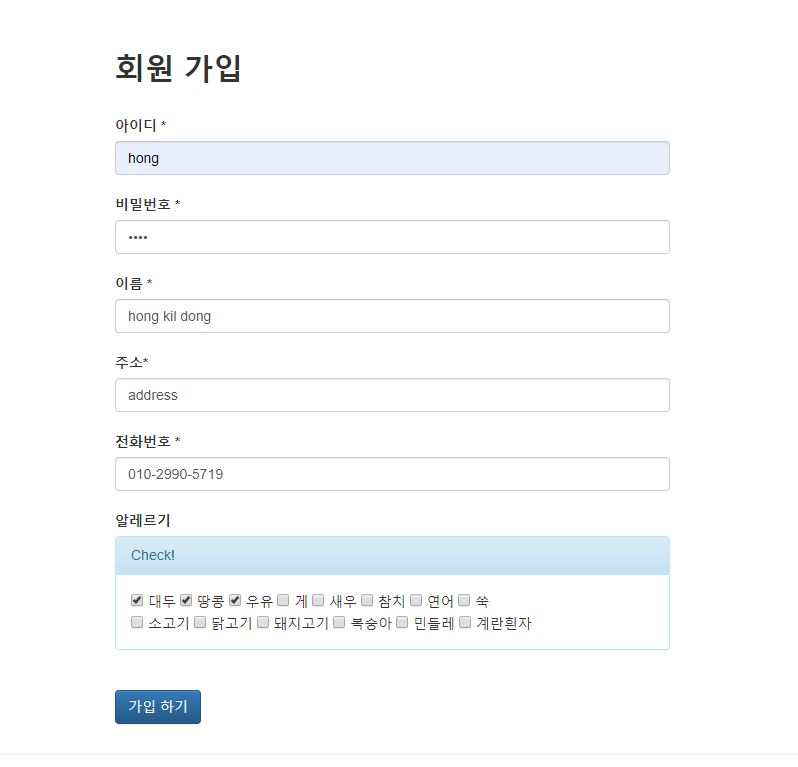 회원 가입
아이디 *
hong
비밀번호 *
••••
이름 *
hong kil dong
주소*
address
전화번호 *
010-2990-5719
알레르기
Check!
대두 땅콩 우유 게 새우 참치 연어 쑥
소고기 닭고기 돼지고기 복숭아 민들레 계란흰자
가입 하기